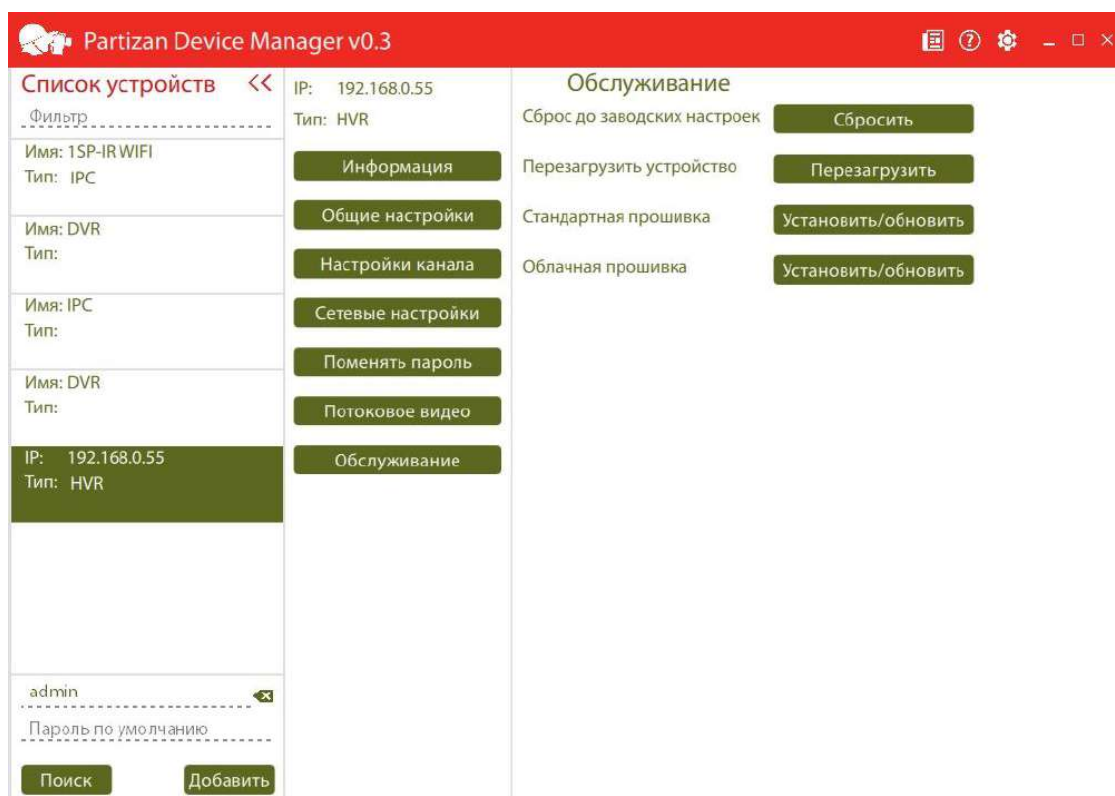 Partizan Device Manager v0.3
Список устройств <<
Фильтр
Имя: 1SP-IR WIFI
Тип: IPC
Имя: DVR
Тип:
Имя: IPC
Тип:
Имя: DVR
Тип:
IP: 192.168.0.55
Тип: HVR
admin
Пароль по умолчанию
Поиск
Добавить
IP: 192.168.0.55
Тип: HVR
Информация
Общие настройки
Настройки канала
Сетевые настройки
Поменять пароль
Потоковое видео
Обслуживание
Обслуживание
Сброс до заводских настроек Сбросить
Перезагрузить устройство Перезагрузить
Стандартная прошивка Установить/обновить
Облачная прошивка Установить/обновить